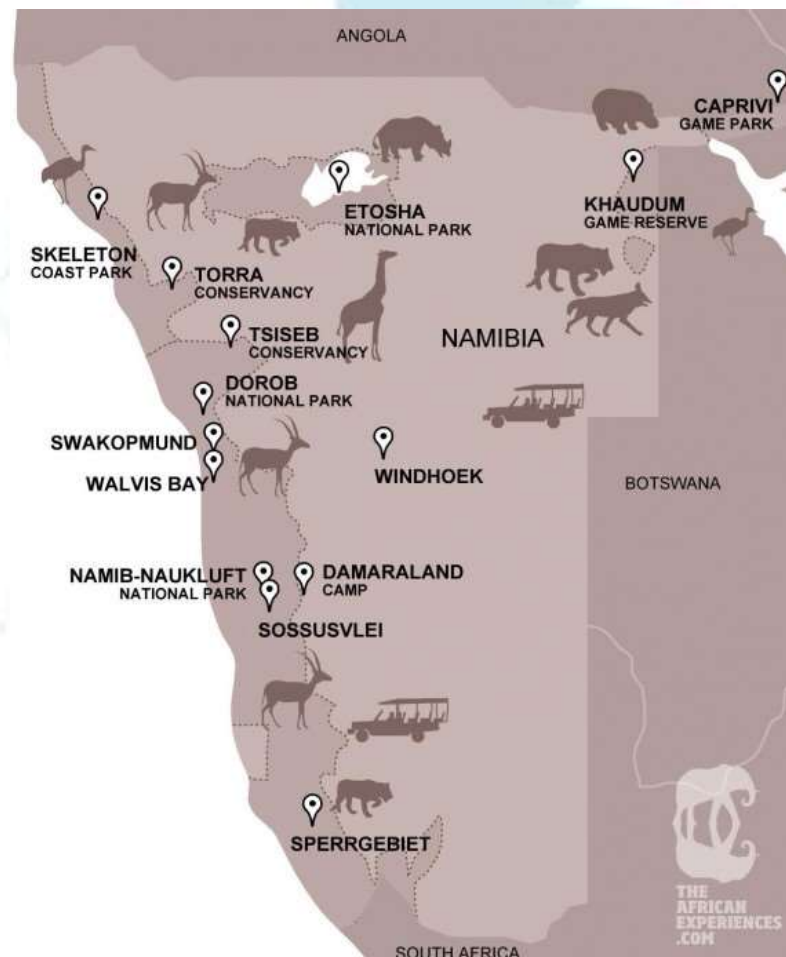 ANGOLA
CAPRIVI
GAME PARK
ETOSHA
NATIONAL PARK
KHAUDUM
GAME RESERVE
SKELETON
COAST PARK
TORRA
CONSERVANCY
TSISEB
CONSERVANCY
NAMIBIA
DOROB
NATIONAL PARK
SWAKOPMUND
WALVIS BAY
WINDHOEK
BOTSWANA
NAMIB-NAUKLUFT
NATIONAL PARK
DAMARALAND
CAMP
SOSSUSVLEI
SPERRGEBIET
THE
AFRICAN
EXPERIENCES
.COM
SOUTH AFRICA